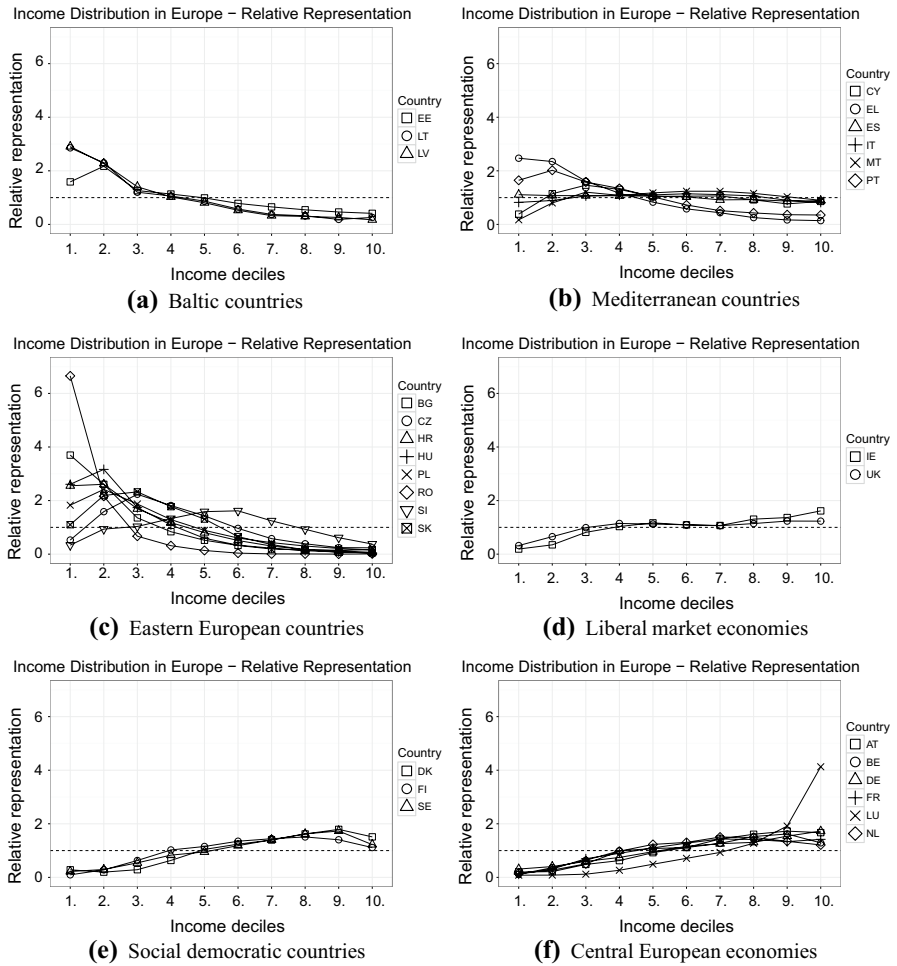 Income Distribution in Europe − Relative Representation
Relative representation
6
4
2
1
0
1. 2. 3. 4 5. 6. 7. 8. 9. 10.
Income deciles
Country
EE
LT
LV
(a) Baltic countries
Income Distribution in Europe − Relative Representation
Relative representation
6
4
2
1
0
1. 2. 3. 4. 5. 6. 7. 8. 9. 10.
Income deciles
Country
CY
EL
ES
IT
MT
PT
(b) Mediterranean countries
Income Distribution in Europe − Relative Representation
Relative representation
6
4
2
1
0
1. 2. 3. 4. 5. 6. 7. 8. 9. 10.
Income deciles
Country
BG
CZ
HR
HU
PL
RO
SI
SK
(c) Eastern European countries
Income Distribution in Europe − Relative Representation
Relative representation
6
4
2
1
0
1. 2. 3. 4. 5. 6. 7. 8. 9. 10.
Income deciles
Country
IE
UK
(d) Liberal market economies
Income Distribution in Europe − Relative Representation
Relative representation
6
4
2
1
0
1. 2. 3. 4. 5. 6. 7. 8. 9. 10.
Income deciles
Country
DK
FI
SE
(e) Social democratic countries
Income Distribution in Europe − Relative Representation
Relative representation
6
4
2
1
0
1. 2. 3. 4. 5. 6. 7. 8. 9. 10.
Income deciles
Country
AT
BE
DE
FR
LU
NL
(f) Central European economies